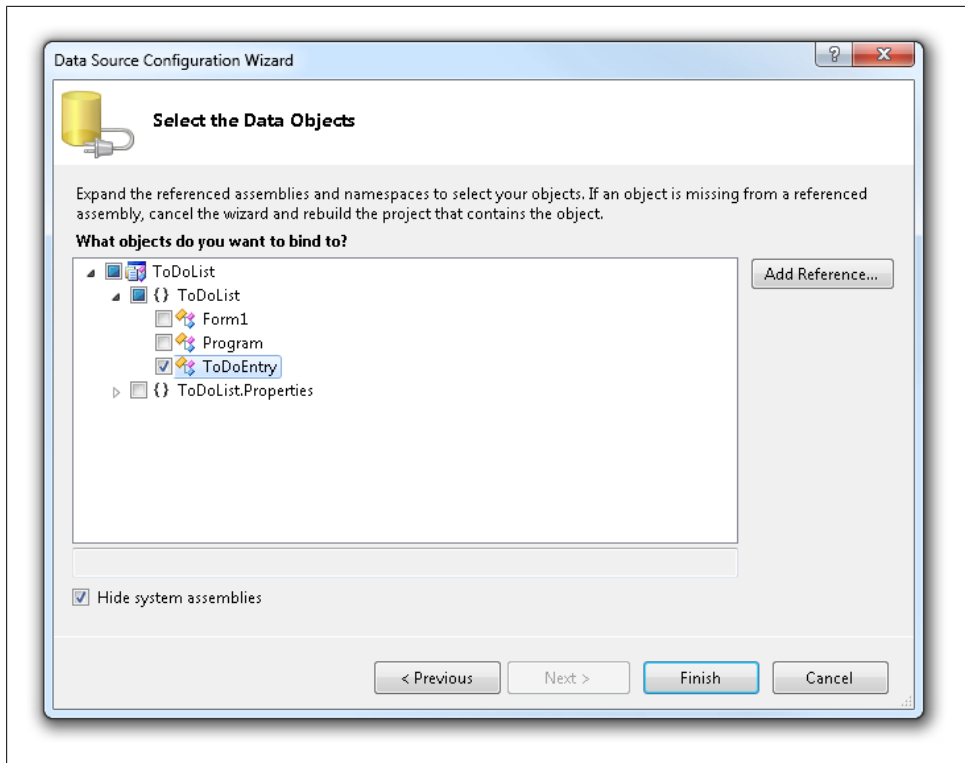 Data Source Configuration Wizard
Select the Data Objects
Expand the referenced assemblies and namespaces to select your objects. If an object is missing from a referenced
assembly, cancel the wizard and rebuild the project that contains the object.
What objects do you want to bind to?
ToDoList
{} ToDoList
Form1
Program
ToDoEntry
{} ToDoList.Properties
Add Reference...
Hide system assemblies
< Previous
Next >
Finish
Cancel